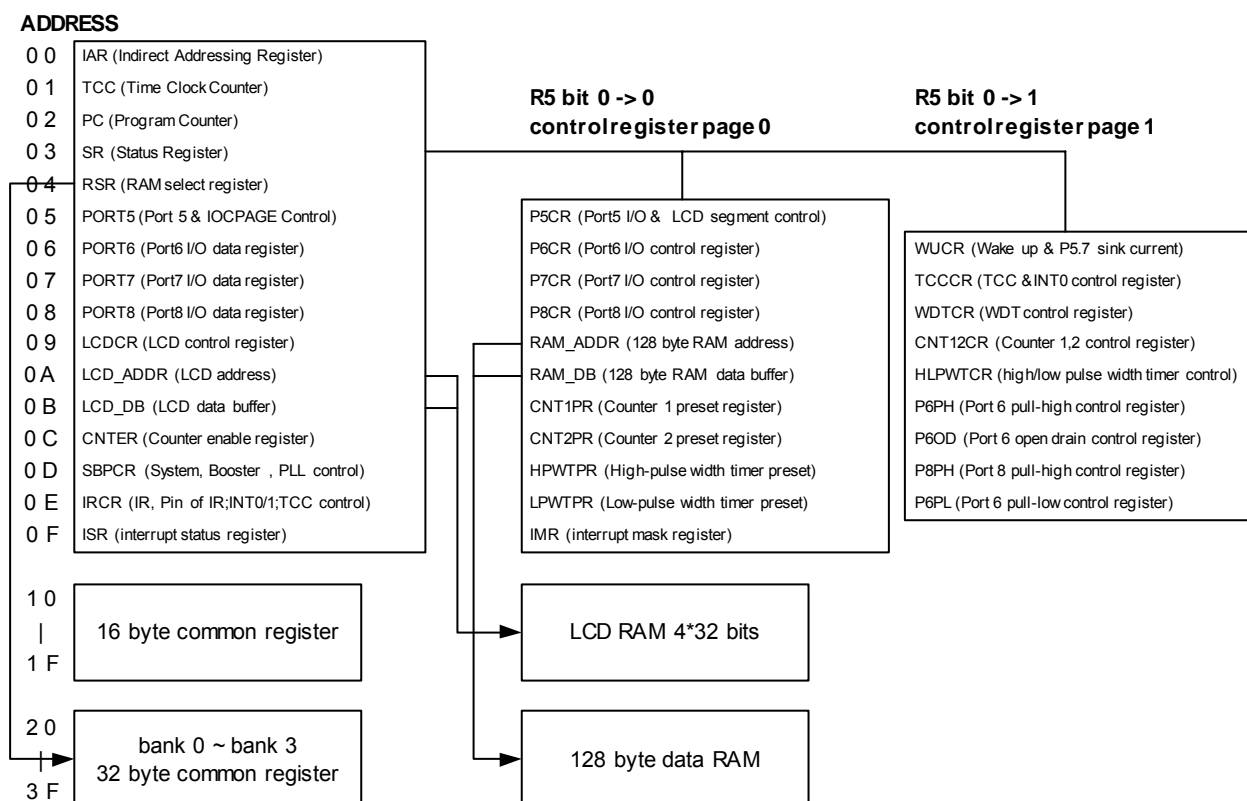 ADDRESS
0 0 IAR (Indirect Addressing Register)
0 1 TCC (Time Clock Counter)
0 2 PC (Program Counter)
0 3 SR (Status Register)
0 4 RSR (RAM select register)
0 5 PORT5 (Port 5 & IOCPAGE Control)
0 6 PORT6 (Port6 I/O data register)
0 7 PORT7 (Port7 I/O data register)
0 8 PORT8 (Port8 I/O data register)
0 9 LCDCR (LCD control register)
0 A LCD_ADDR (LCD address)
0 B LCD_DB (LCD data buffer)
0 C CNTER (Counter enable register)
0 D SBPCR (System, Booster , PLL control)
0 E IRCR (IR, Pin of IR;INT0/1;TCC control)
0 F ISR (interrupt status register)
R5 bit 0 -> 0
control register page 0
P5CR (Port5 I/O & LCD segment control)
P6CR (Port6 I/O control register)
P7CR (Port7 I/O control register)
P8CR (Port8 I/O control register)
RAM_ADDR (128 byte RAM address)
RAM_DB (128 byte RAM data buffer)
CNT1PR (Counter 1 preset register)
CNT2PR (Counter 2 preset register)
HPWTPR (High-pulse width timer preset)
LPWTPR (Low-pulse width timer preset)
IMR (interrupt mask register)
R5 bit 0 -> 1
control register page 1
WUCR (Wake up & P5.7 sink current)
TCCCR (TCC & INT0 control register)
WDTCR (WDT control register)
CNT12CR (Counter 1,2 control register)
HLPWTCR (high/low pulse width timer control)
P6PH (Port 6 pull-high control register)
P6OD (Port 6 open drain control register)
P8PH (Port 8 pull-high control register)
P6PL (Port 6 pull-low control register)
1 0
|
1 F
16 byte common register
LCD RAM 4*32 bits
2 0
|
3 F
bank 0 ~ bank 3
32 byte common register
128 byte data RAM